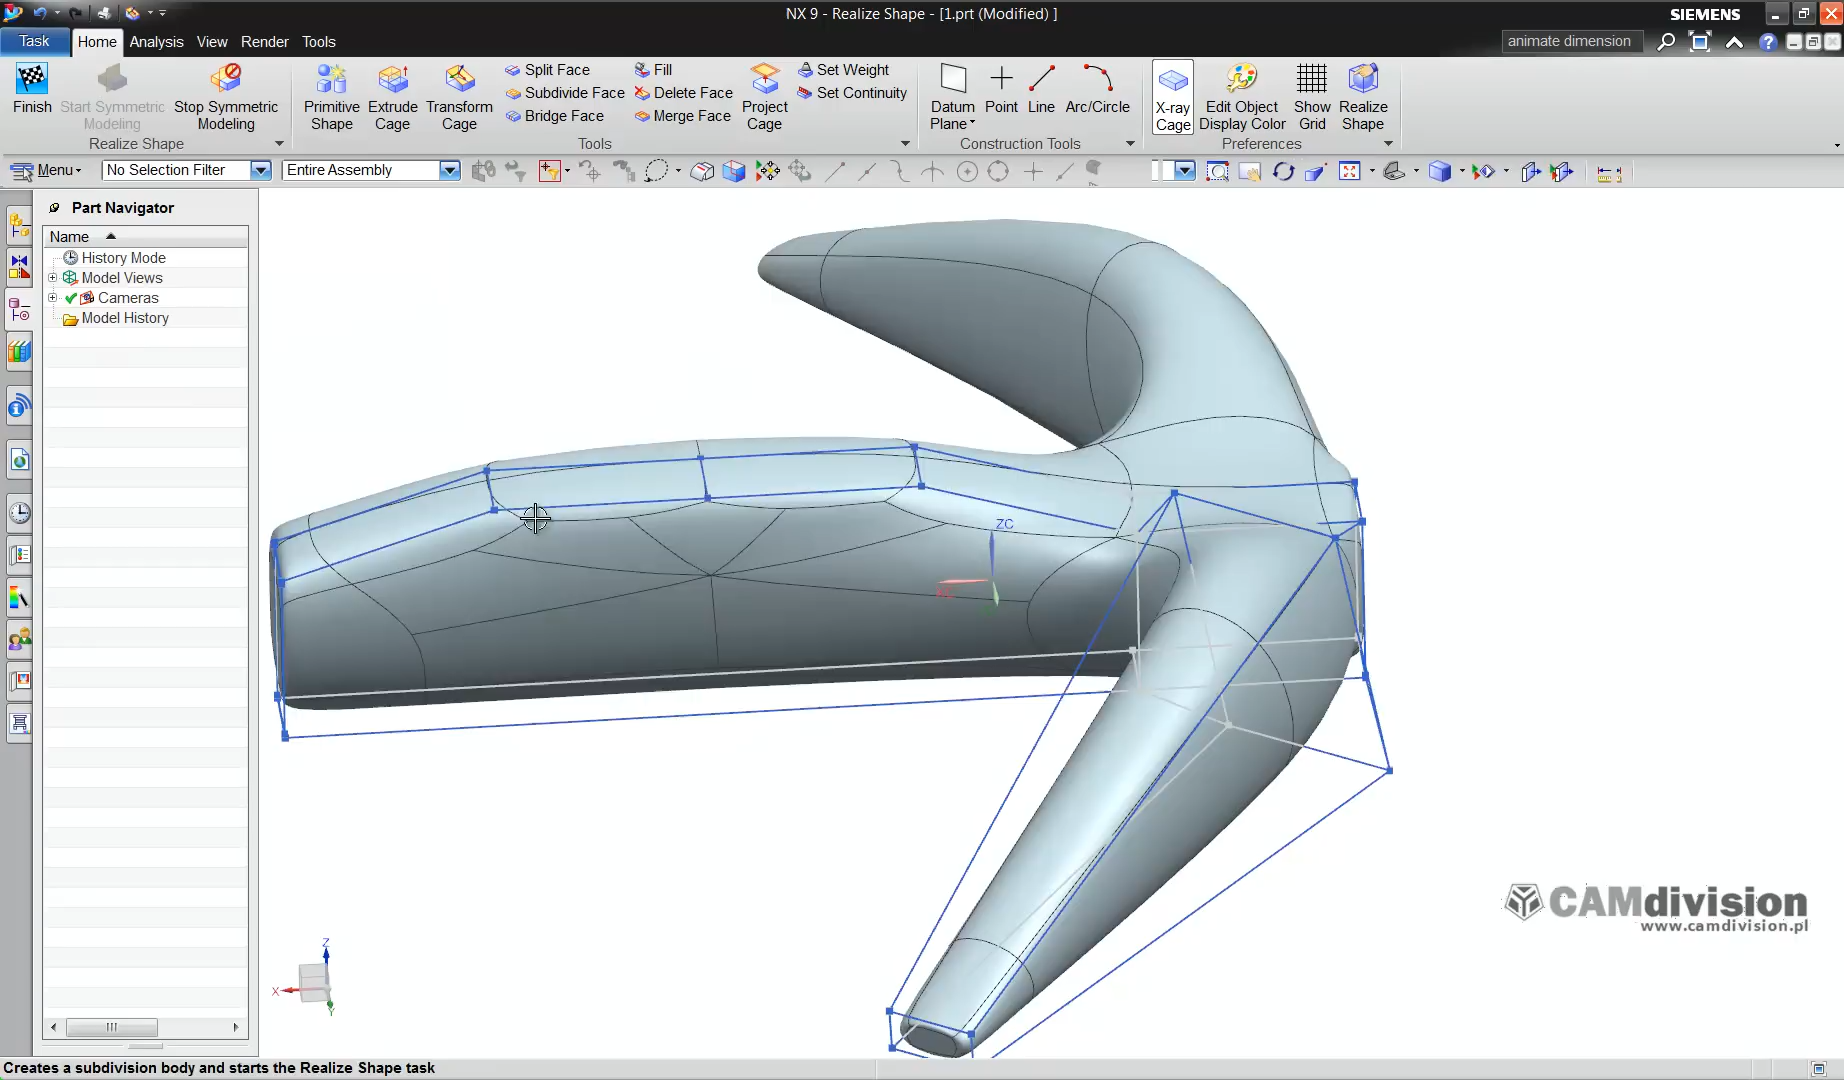 NX 9 - Realize Shape - [1.prt (Modified) ]
SIEMENS
Task
Home
Analysis
View
Render
Tools
animate dimension
Finish
Start Symmetric
Modeling
Stop Symmetric
Modeling
Realize Shape
Primitive
Shape
Extrude
Cage
Transform
Cage
Split Face
Subdivide Face
Bridge Face
Fill
Delete Face
Merge Face
Project
Cage
Set Weight
Set Continuity
Tools
Datum
Plane
Point
Line
Arc/Circle
Construction Tools
X-ray
Cage
Edit Object
Display Color
Show
Grid
Realize
Shape
Preferences
Menu
No Selection Filter
Entire Assembly
Part Navigator
Name
History Mode
Model Views
Cameras
Model History
ZC
Z
X
Y
CAMdivision
www.camdivision.pl
Creates a subdivision body and starts the Realize Shape task